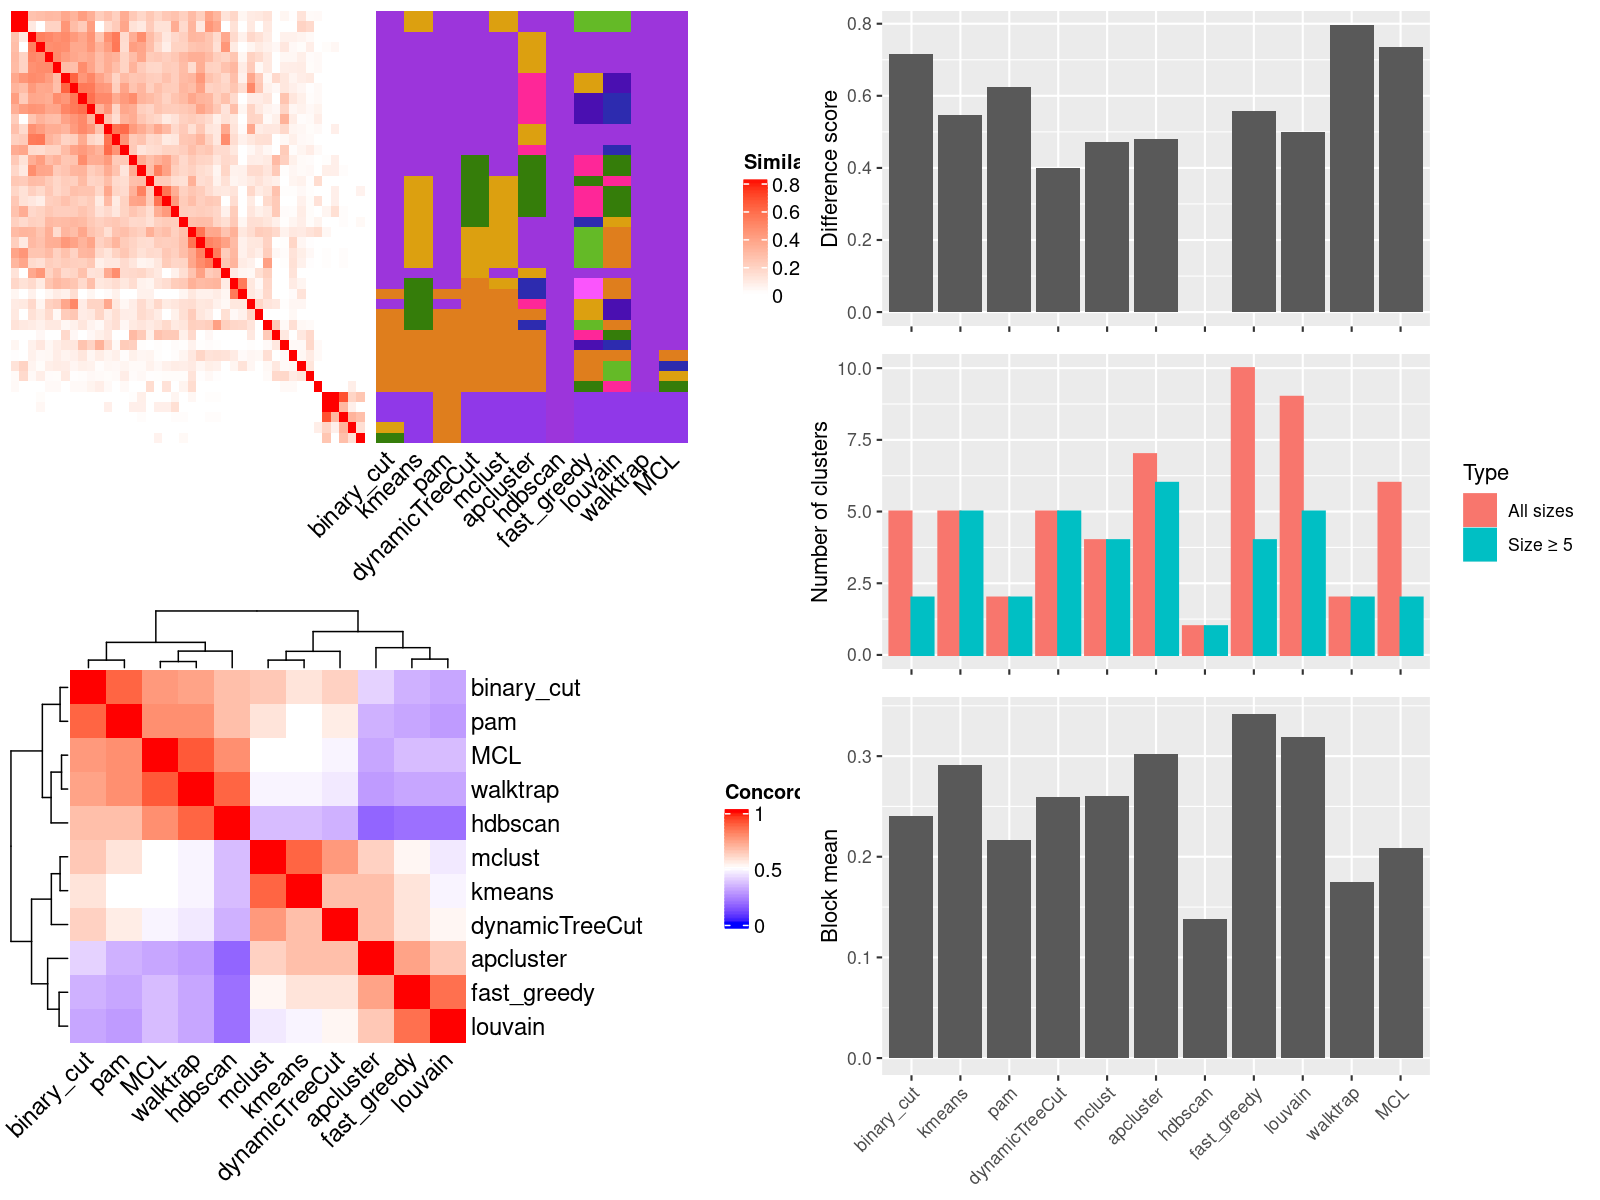 Simila
0.8
0.6
0.4
0.2
0
binary_cut
kmeans
pam
dynamicTreeCut
mclust
apcluster
hdbscan
fast_greedy
louvain
walktrap
MCL
binary_cut
pam
MCL
walktrap
hdbscan
mclust
kmeans
dynamicTreeCut
apcluster
fast_greedy
louvain
binary_cut
pam
MCL
walktrap
hdbscan
mclust
kmeans
dynamicTreeCut
apcluster
fast_greedy
louvain
Concord
1
0.5
0
Difference score
0.8
0.6
0.4
0.2
0.0
Number of clusters
10.0
7.5
5.0
2.5
0.0
Type
All sizes
Size ≥ 5
Block mean
0.3
0.2
0.1
0.0
binary_cut
kmeans
pam
dynamicTreeCut
mclust
apcluster
hdbscan
fast_greedy
louvain
walktrap
MCL